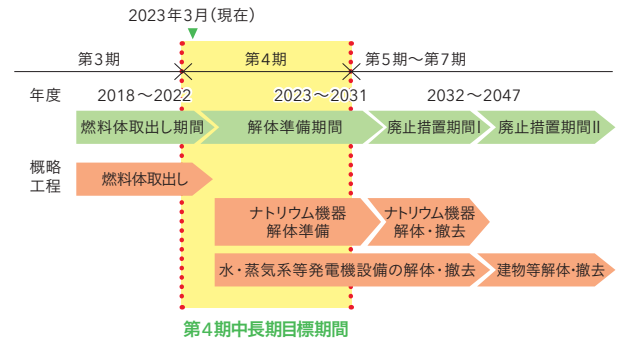 2023年3月(現在)
第3期
第4期
第5期〜第7期
年度
2018〜2022
2023〜2031
2032〜2047
燃料体取出し期間
解体準備期間
廃止措置期間Ⅰ
廃止措置期間Ⅱ
概略
工程
燃料体取出し
ナトリウム機器
解体準備
ナトリウム機器
解体・撤去
水・蒸気系等発電機設備の解体・撤去
建物等解体・撤去
第4期中長期目標期間